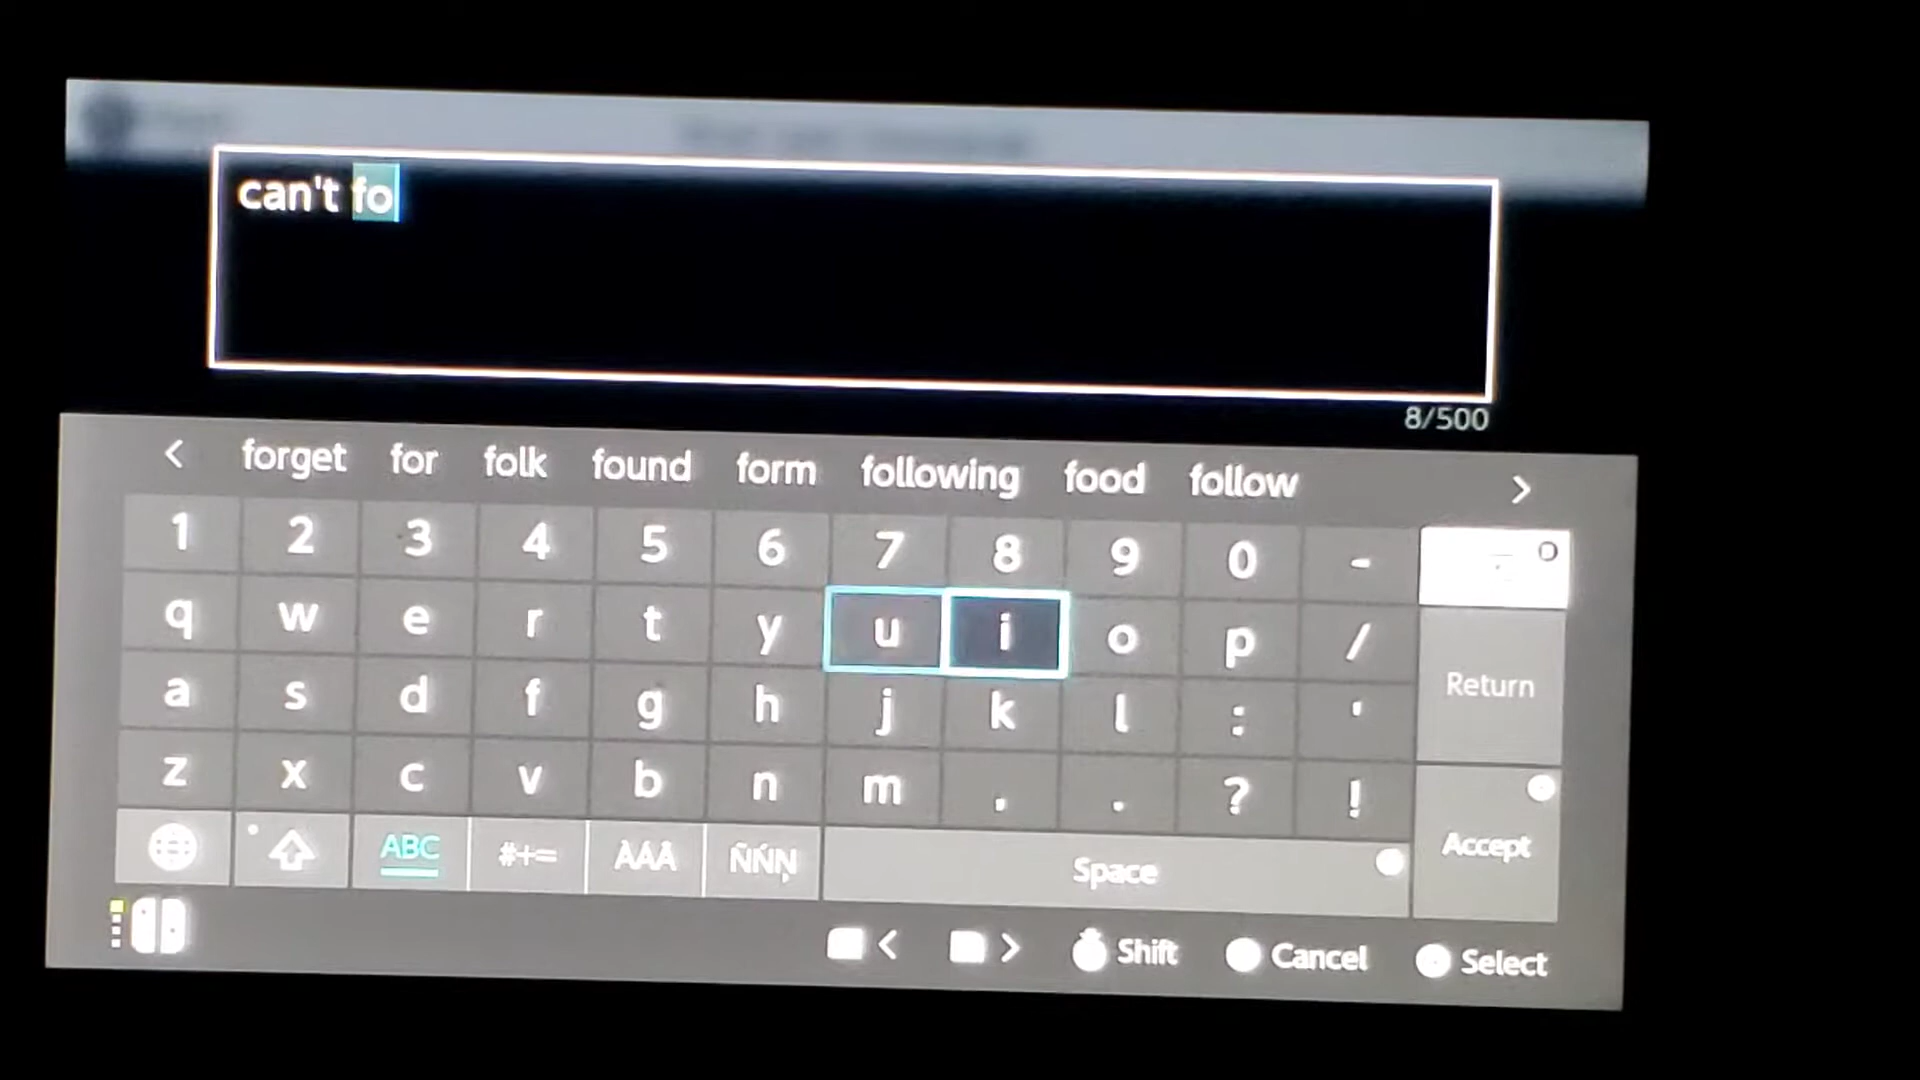 can't fo
8/500
< forget for folk found form following food follow >
1 2 3 4 5 6 7 8 9 0 -
q w e r t y u i o p /
Return
a s d f g h j k l : '
z x c v b n m , . ? !
Accept
ABC #+= ÀÁÂ ÑŃŅ Space
< > Shift Cancel Select